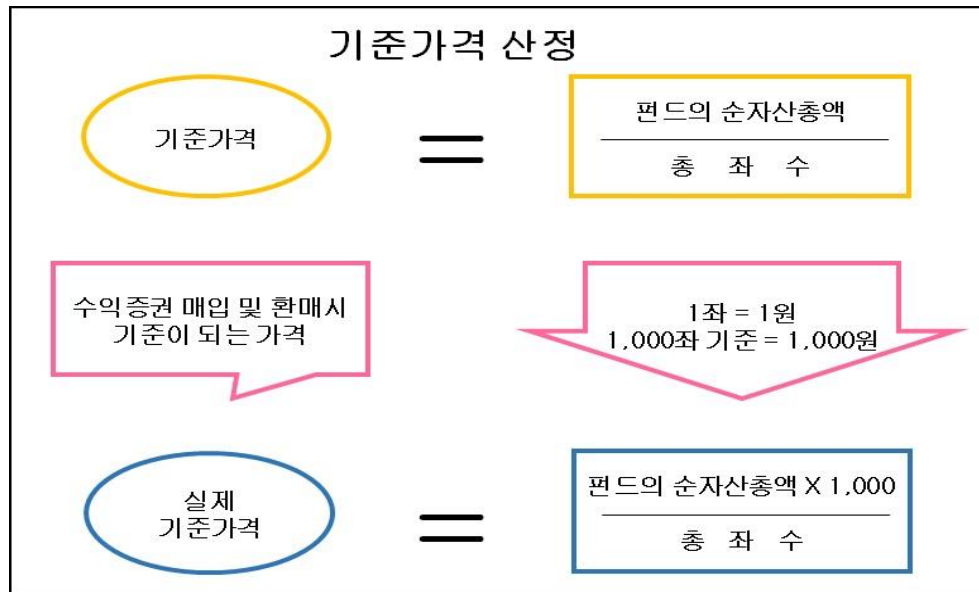 기준가격 산정
기준가격
=
펀드의 순자산총액
총 좌 수
수익증권 매입 및 환매시
기준이 되는 가격
1좌 = 1원
1,000좌 기준 = 1,000원
실제
기준가격
=
펀드의 순자산총액 X 1,000
총 좌 수